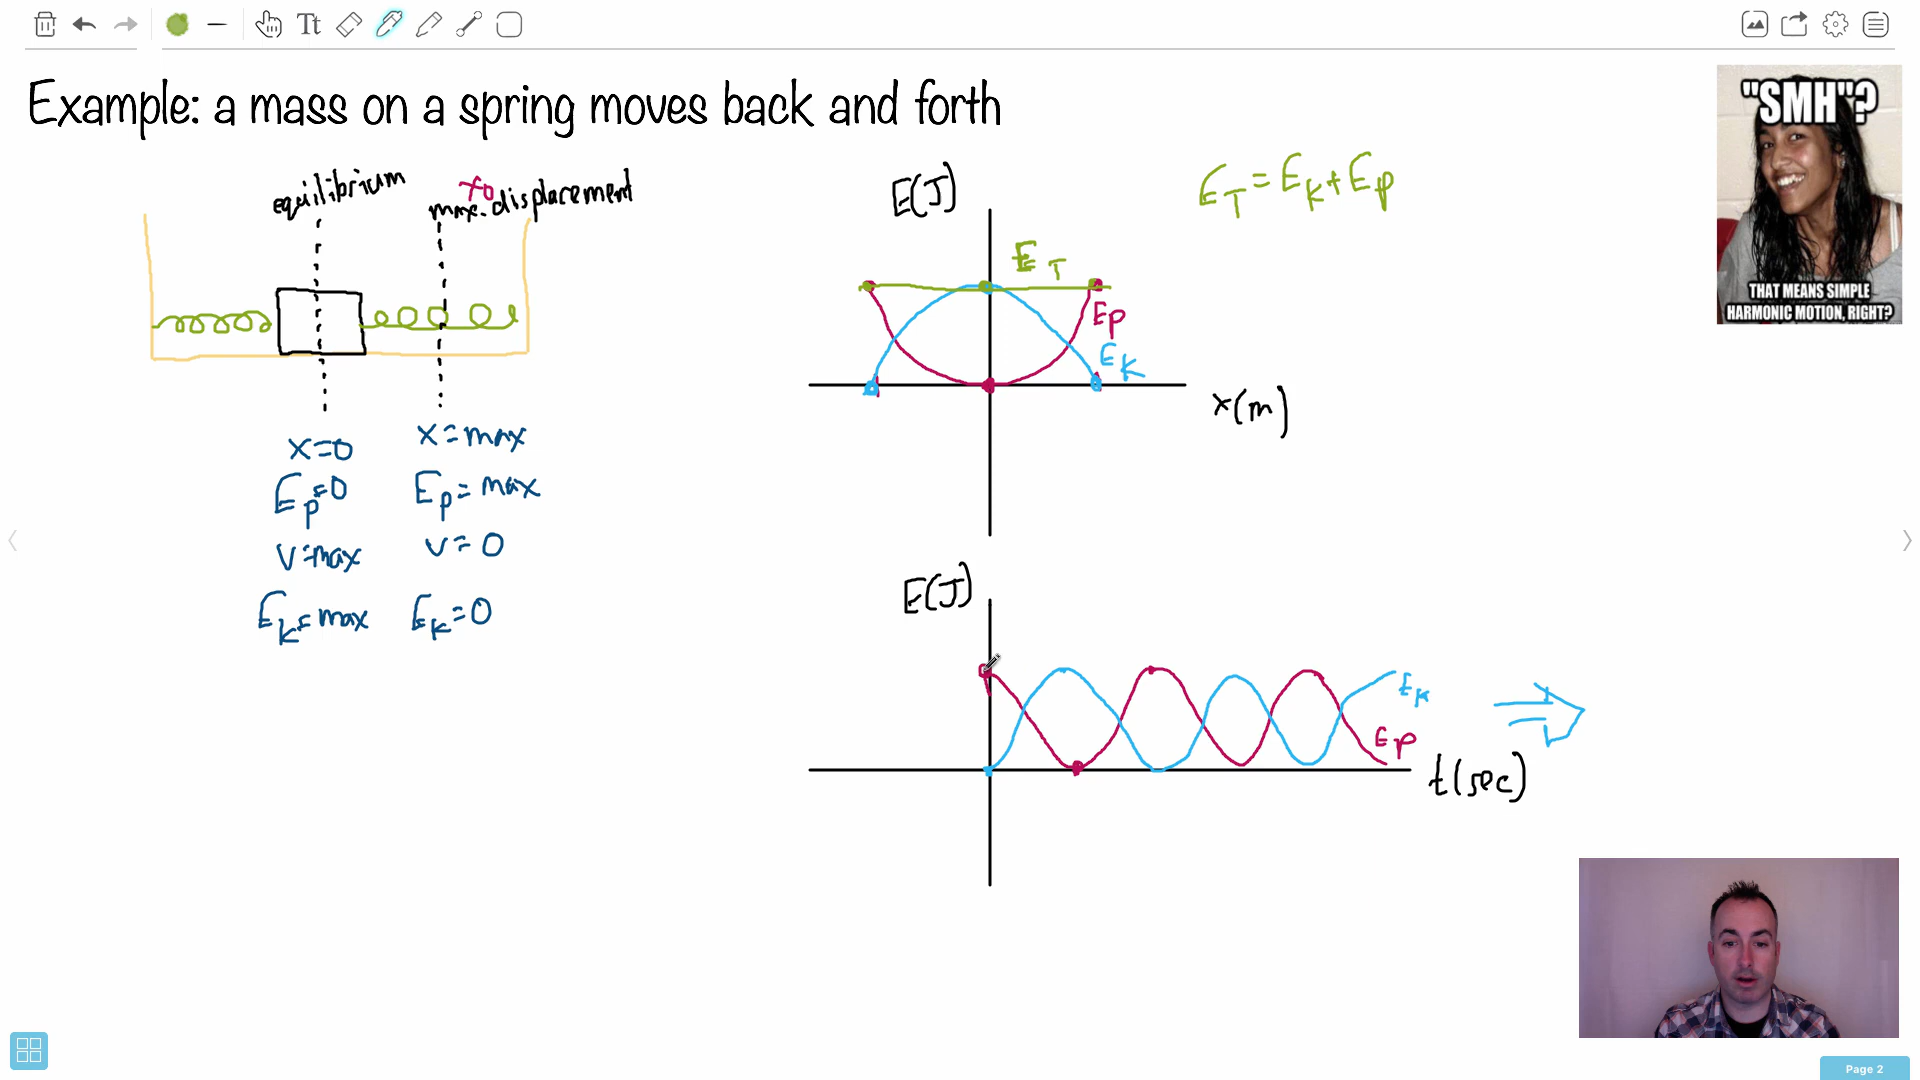 Tt
Example: a mass on a spring moves back and forth
"SMH"?
THAT MEANS SIMPLE
HARMONIC MOTION, RIGHT?
equilibrium
x₀
max. displacement
x=0
Ep=0
v=max
Ek=max
x=max
Ep=max
v=0
Ek=0
E(J)
ET=Ek+Ep
ET
Ep
Ek
x(m)
E(J)
Ek
Ep
t(sec)
Page 2